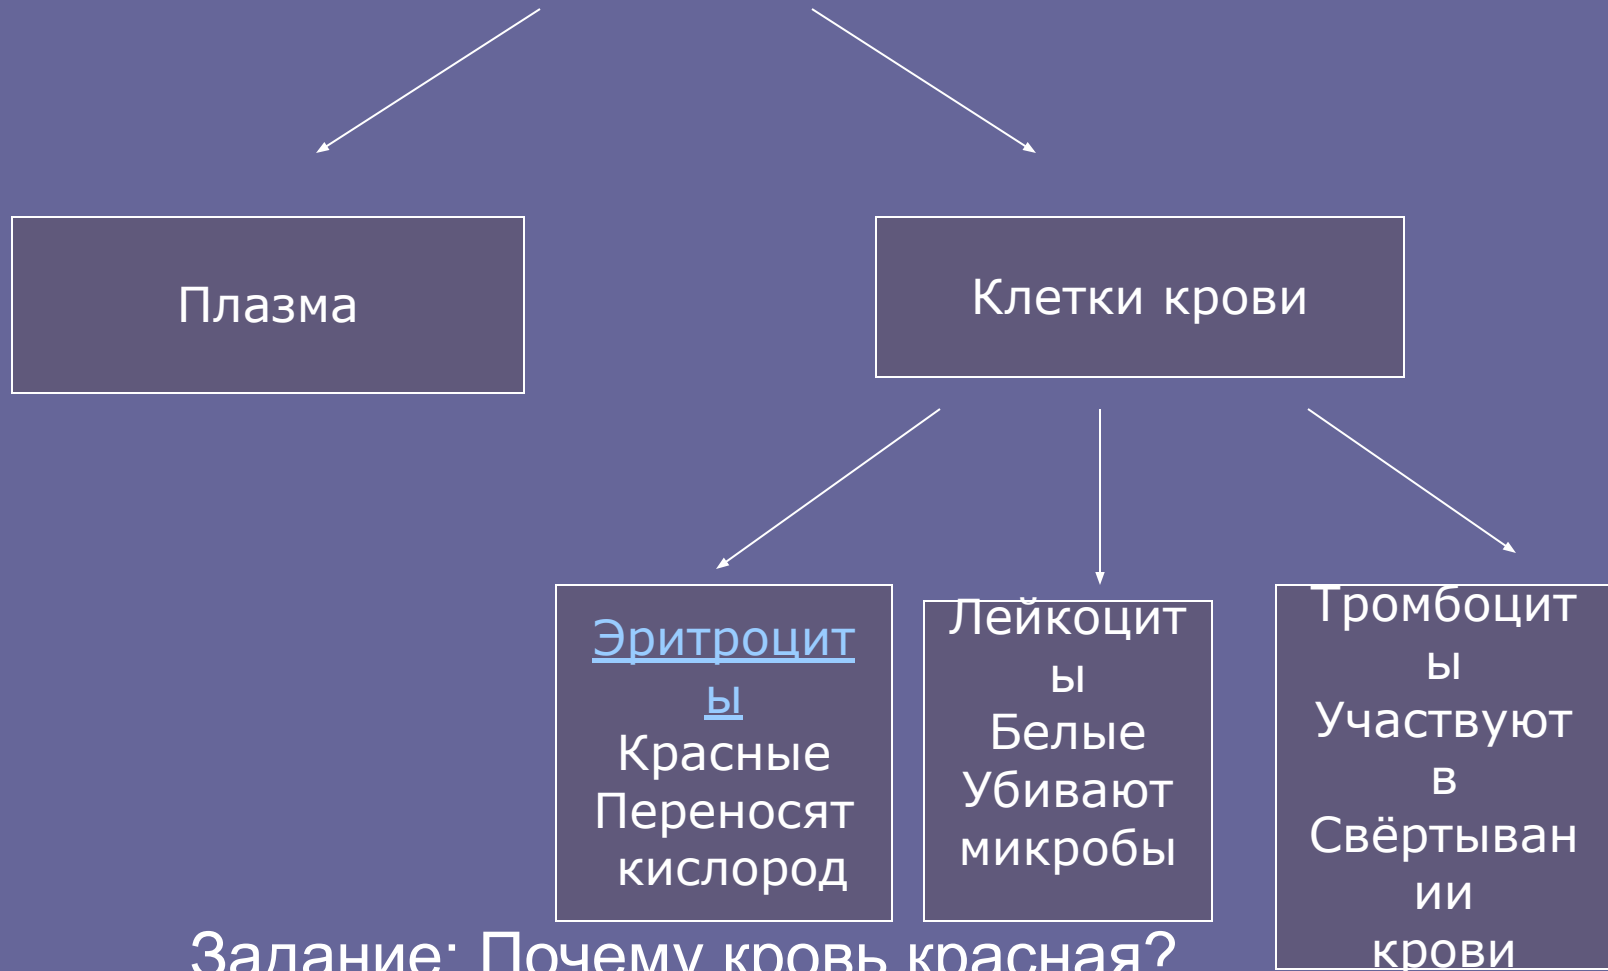 Плазма
Клетки крови
Эритроцит
ы
Красные
Переносят
кислород
Лейкоцит
ы
Белые
Убивают
микробы
Тромбоцит
ы
Участвуют
в
Свёртыван
ии
крови
Задание: Почему кровь красная?